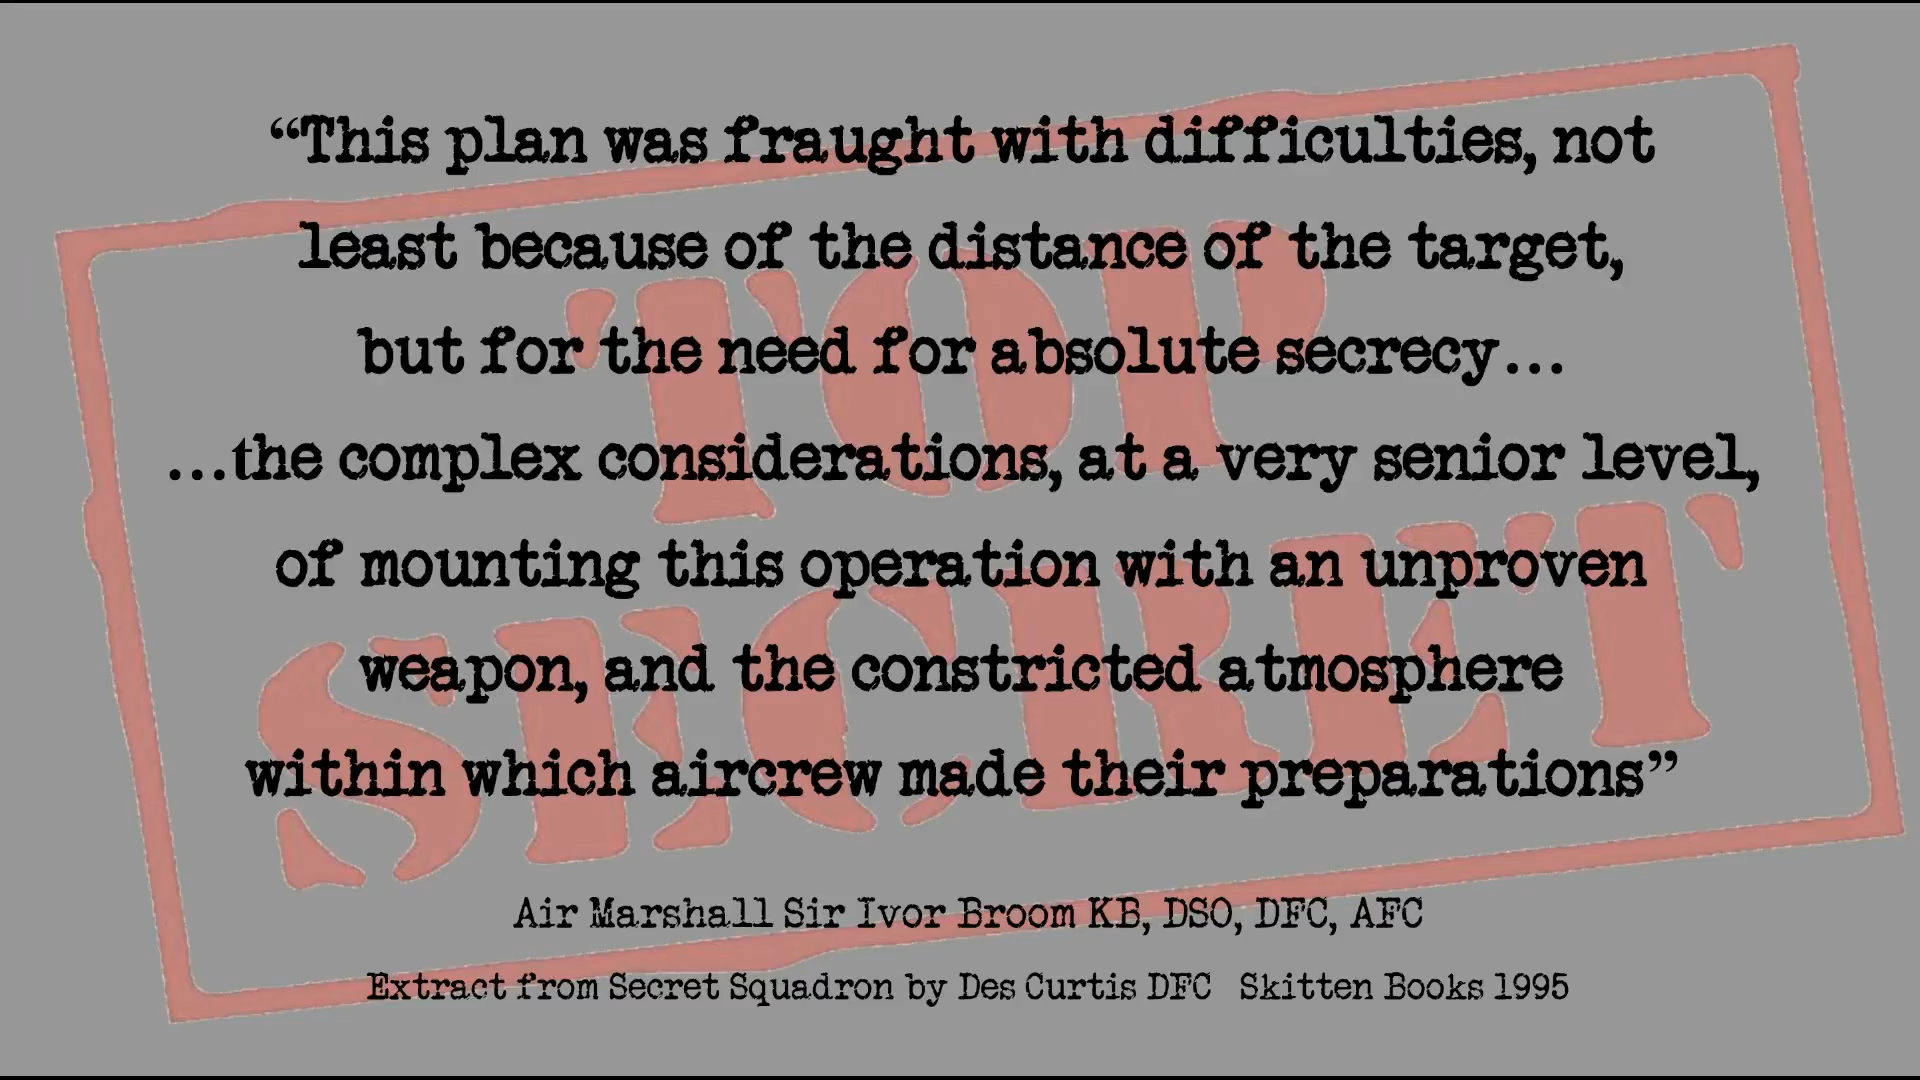 “This plan was fraught with difficulties, not
least because of the distance of the target,
but for the need for absolute secrecy...
...the complex considerations, at a very senior level,
of mounting this operation with an unproven
weapon, and the constricted atmosphere
within which aircrew made their preparations”
Air Marshall Sir Ivor Broom KB, DSO, DFC, AFC
Extract from Secret Squadron by Des Curtis DFC Skitten Books 1995
TOP
SECRET